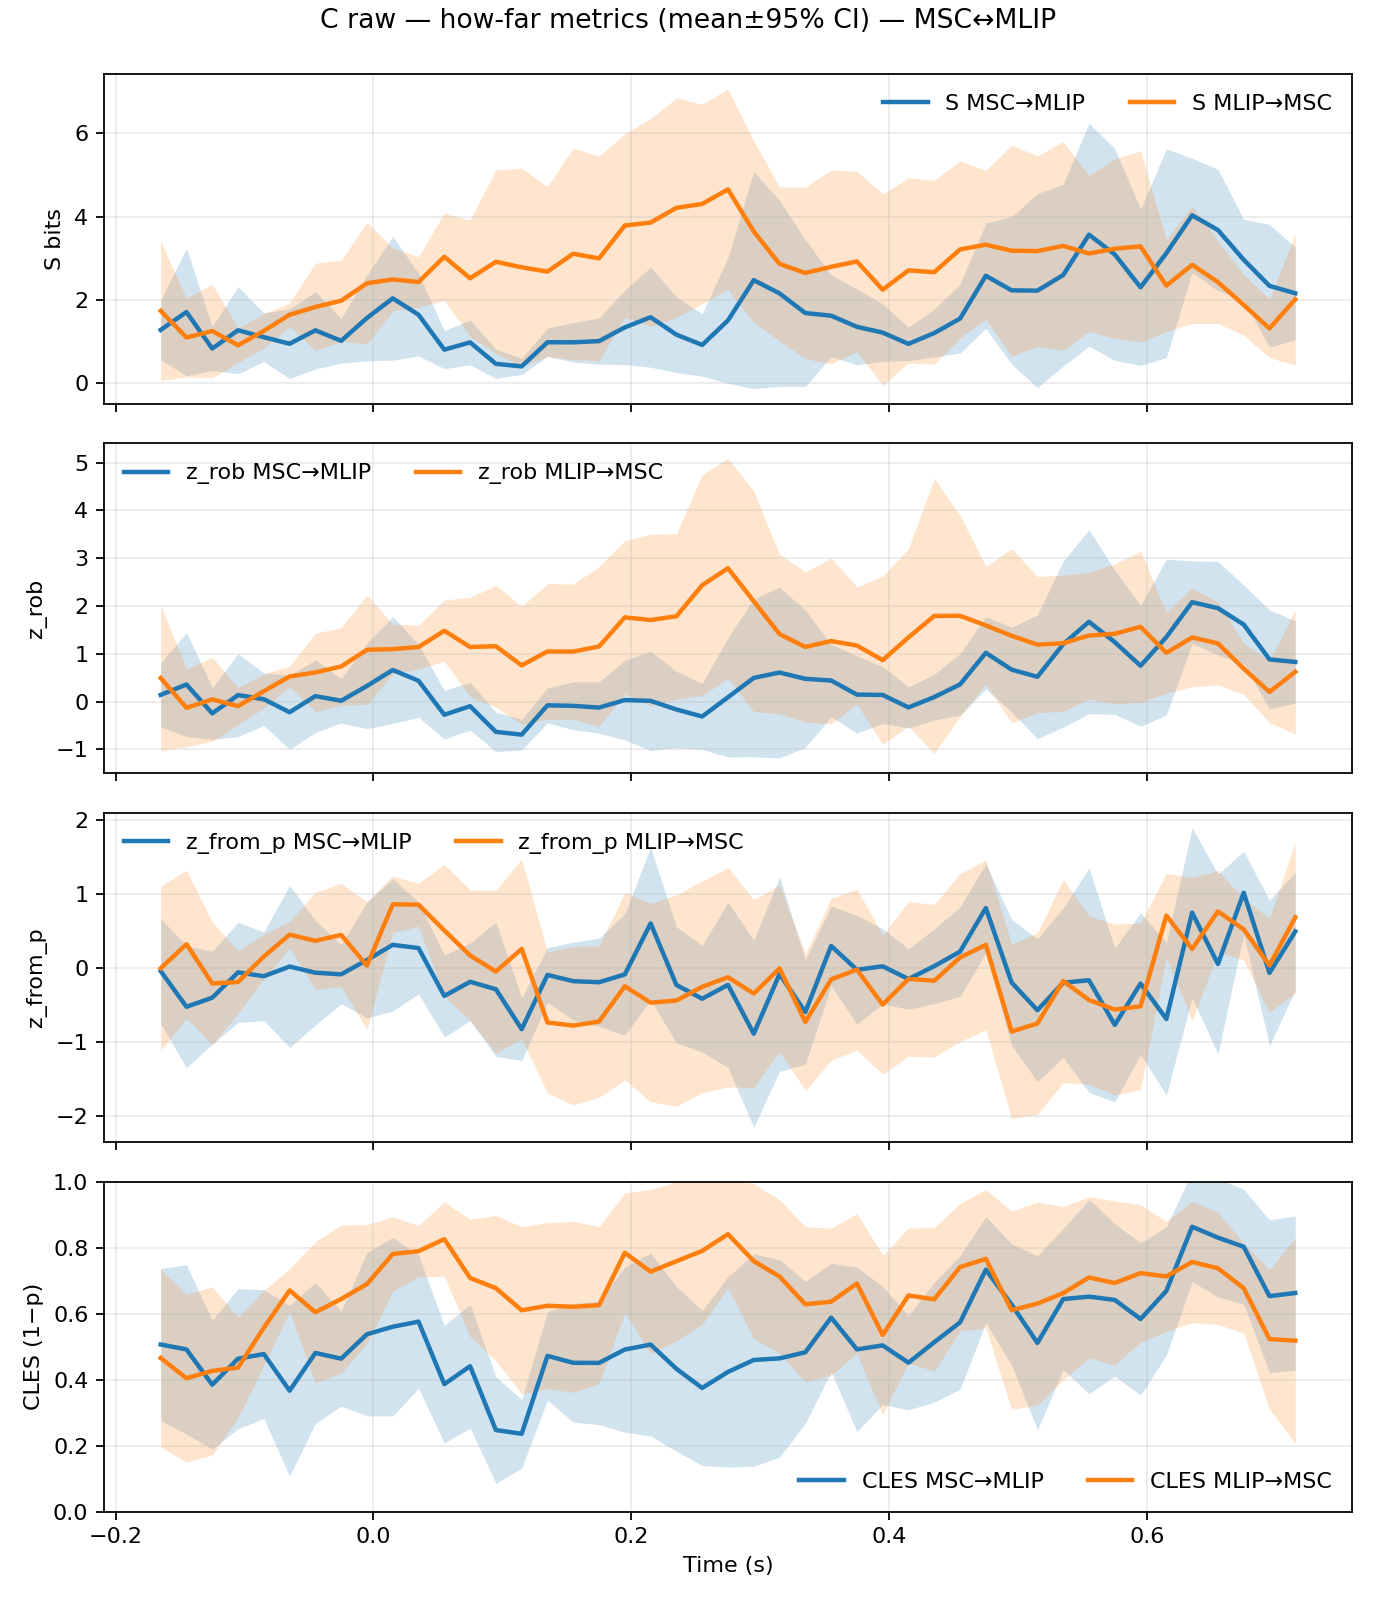 C raw — how-far metrics (mean±95% CI) — MSC↔MLIP
S MSC→MLIP S MLIP→MSC
6
4
2
0
S bits
z_rob MSC→MLIP z_rob MLIP→MSC
5
4
3
2
1
0
−1
z_rob
z_from_p MSC→MLIP z_from_p MLIP→MSC
2
1
0
−1
−2
z_from_p
1.0
0.8
0.6
0.4
0.2
0.0
CLES (1−p)
CLES MSC→MLIP CLES MLIP→MSC
−0.2 0.0 0.2 0.4 0.6
Time (s)